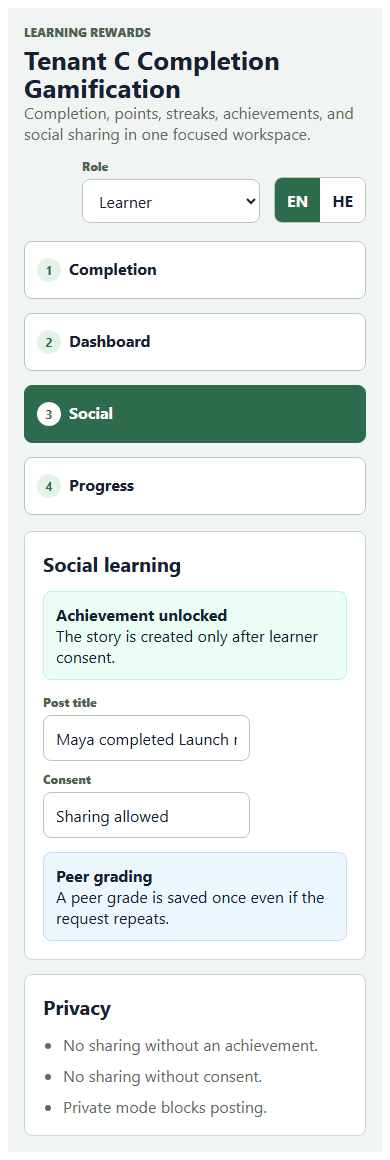 LEARNING REWARDS
Tenant C Completion
Gamification
Completion, points, streaks, achievements, and
social sharing in one focused workspace.
Role
Learner
EN
HE
1 Completion
2 Dashboard
3 Social
4 Progress
Social learning
Achievement unlocked
The story is created only after learner
consent.
Post title
Maya completed Launch
Consent
Sharing allowed
Peer grading
A peer grade is saved once even if the
request repeats.
Privacy
No sharing without an achievement.
No sharing without consent.
Private mode blocks posting.